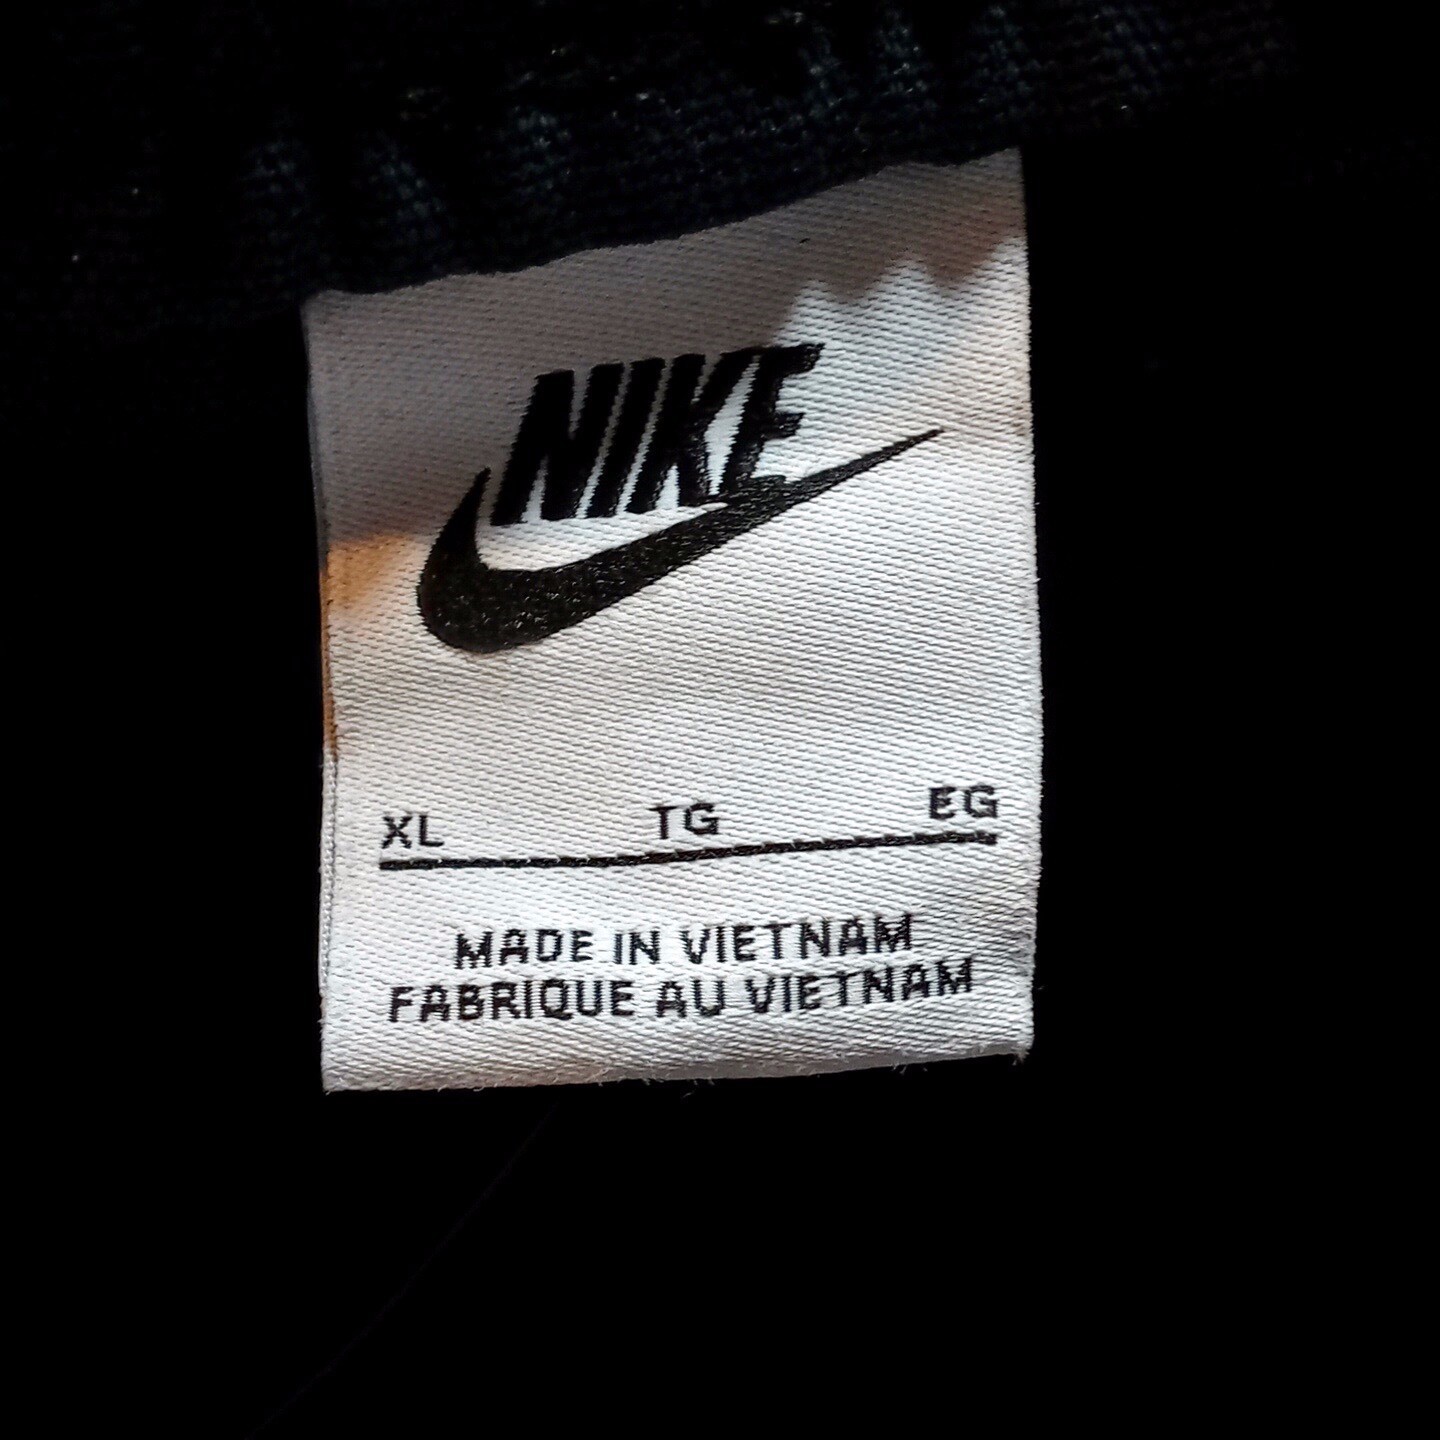 NIKE
XL TG EG
MADE IN VIETNAM
FABRIQUE AU VIETNAM